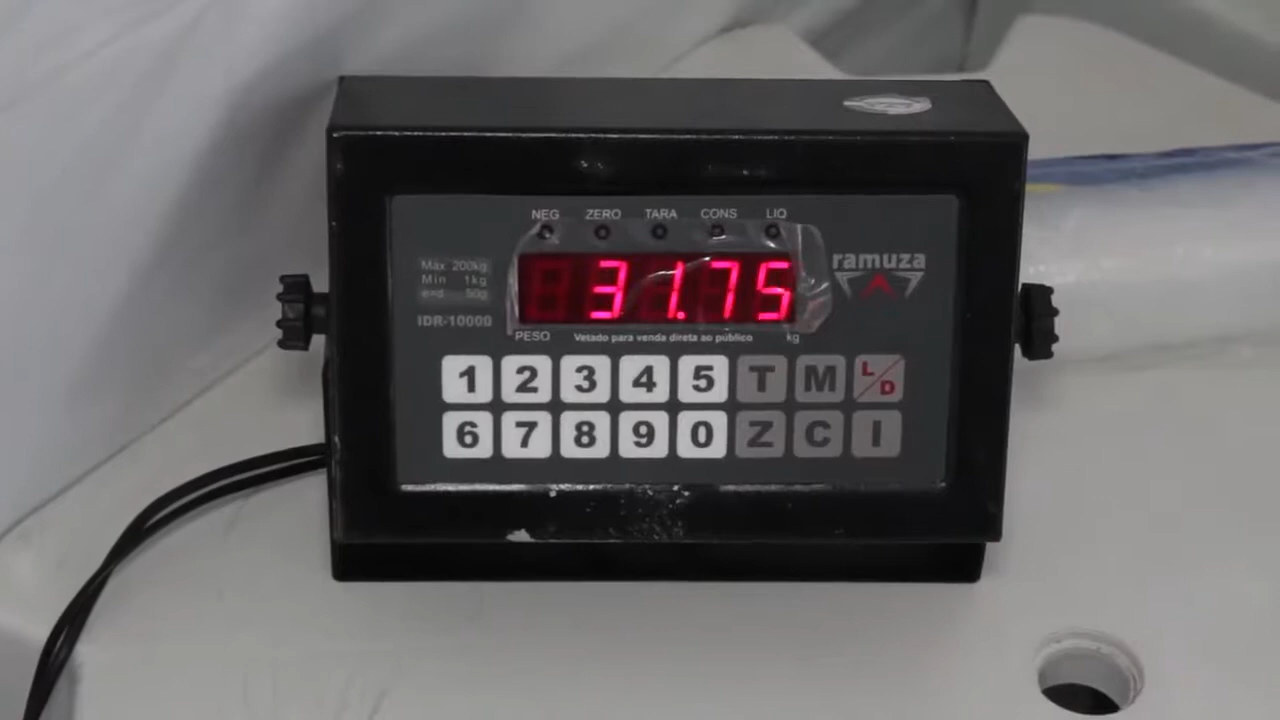 NEG ZERO TARA CONS LIQ
Max 200kg
Min 1kg
e=d 50g
31.75
ramuza
IDR-10000
PESO Vetado para venda direta ao público kg
1 2 3 4 5 T M L/D
6 7 8 9 0 Z C I